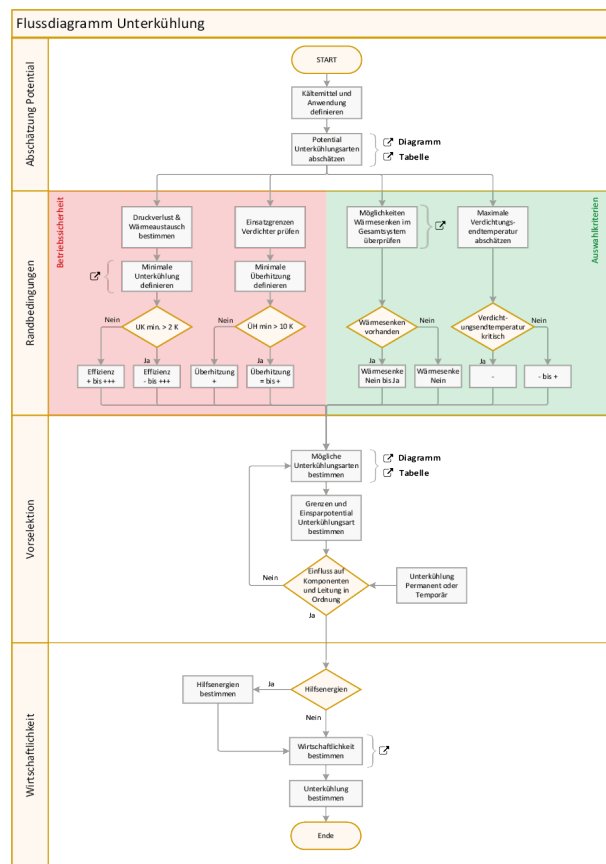 Flussdiagramm Unterkühlung
Abschätzung Potential
START
Kältemittel und
Anwendung
definieren
Potential
Unterkühlungsarten
abschätzen
Diagramm
Tabelle
Randbedingungen
Betriebssicherheit
Auswahlkriterien
Druckverlust &
Wärmeaustausch
bestimmen
Einsatzgrenzen
Verdichter prüfen
Möglichkeiten
Wärmesenken im
Gesamtsystem
überprüfen
Maximale
Verdichtungs-
endtemperatur
abschätzen
Minimale
Unterkühlung
definieren
Minimale
Überhitzung
definieren
Nein
UK min. > 2 K
Ja
Nein
ÜH min > 10 K
Ja
Wärmesenken
vorhanden
Ja
Nein
Verdicht-
ungsendtemperatur
kritisch
Ja
Nein
Effizienz
+ bis +++
Effizienz
- bis +++
Überhitzung
+
Überhitzung
= bis +
Wärmesenke
Nein bis Ja
Wärmesenke
Nein
-
- bis +
Vorselektion
Mögliche
Unterkühlungsarten
bestimmen
Diagramm
Tabelle
Grenzen und
Einsparpotential
Unterkühlungsart
bestimmen
Nein
Einfluss auf
Komponenten
und Leitung in
Ordnung
Ja
Unterkühlung
Permanent oder
Temporär
Wirtschaftlichkeit
Hilfsenergien
bestimmen
Ja
Hilfsenergien
Nein
Wirtschaftlichkeit
bestimmen
Unterkühlung
bestimmen
Ende